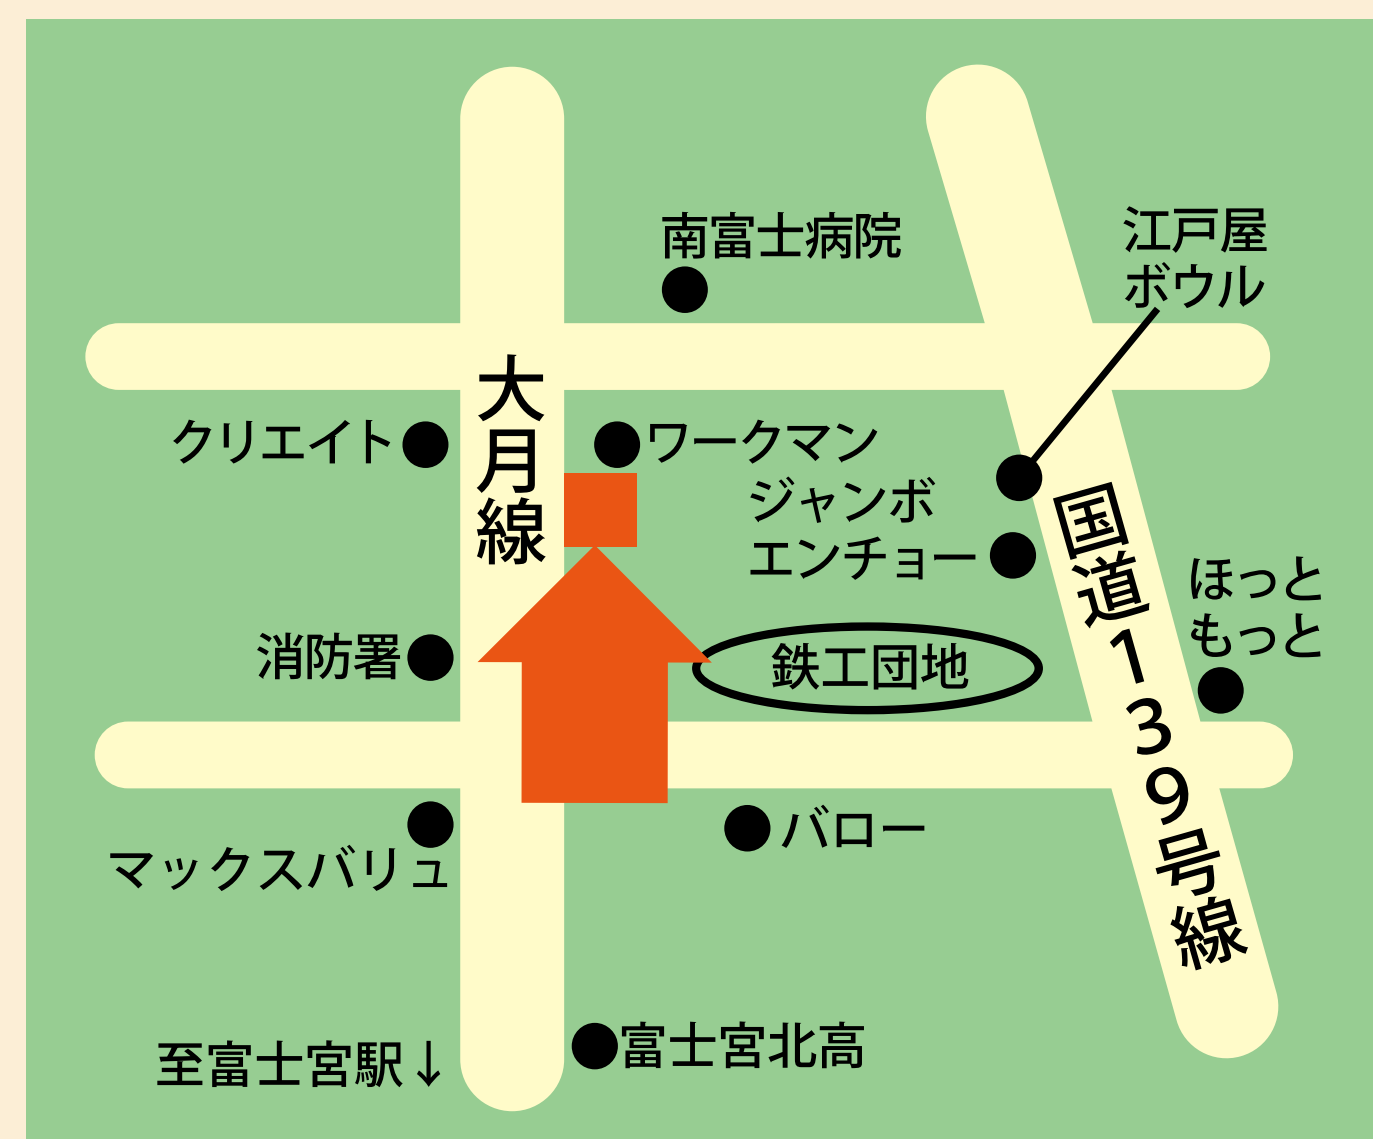 南富士病院
江戸屋
ボウル
大月線
クリエイト
ワークマン
ジャンボ
エンチョー
国道139号線
ほっと
もっと
消防署
鉄工団地
バロー
マックスバリュ
富士宮北高
至富士宮駅↓